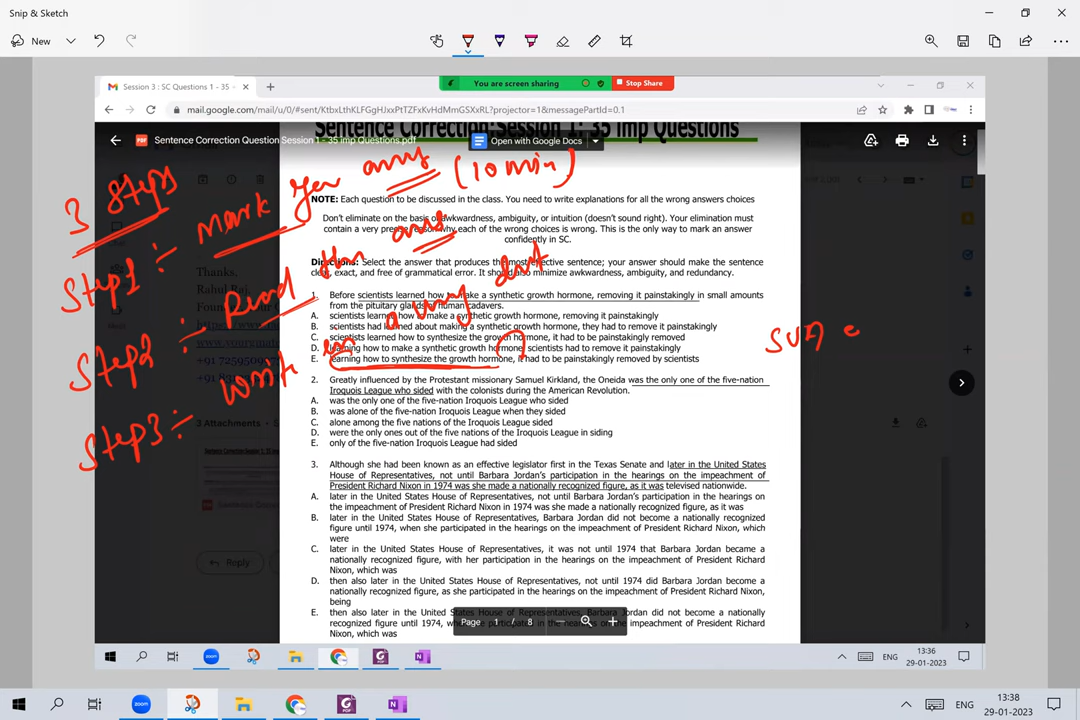 Snip & Sketch
New
Session 3 : SC Questions 1 - 35
You are screen sharing
Stop Share
mail.google.com/mail/u/0/#sent/KtbxLthKLFGgHJxxPtTZFxKvHdMmGSXxRL?projector=1&messagePartId=0.1
Sentence Correction:Session 1; 35 imp Questions
Sentence Correction Question Session 1 - 35 imp Questions.pdf
Open with Google Docs
3 Steps
Step1 :- mark your ans (10 min)
Step2 :- Read the ans
Step3 :- write
SVA
NOTE: Each question to be discussed in the class. You need to write explanations for all the wrong answers choices
Don't eliminate on the basis of awkwardness, ambiguity, or intuition (doesn't sound right). Your elimination must
contain a very precise reason why each of the wrong choices is wrong. This is the only way to mark an answer
confidently in SC.
Directions: Select the answer that produces the most effective sentence; your answer should make the sentence
clear, exact, and free of grammatical error. It should also minimize awkwardness, ambiguity, and redundancy.
1. Before scientists learned how to make a synthetic growth hormone, removing it painstakingly in small amounts
from the pituitary glands of human cadavers.
A. scientists learned how to make a synthetic growth hormone, removing it painstakingly
B. scientists had learned about making a synthetic growth hormone, they had to remove it painstakingly
C. scientists learned how to synthesize the growth hormone, it had to be painstakingly removed
D. learning how to make a synthetic growth hormone, scientists had to remove it painstakingly
E. learning how to synthesize the growth hormone, it had to be painstakingly removed by scientists
2. Greatly influenced by the Protestant missionary Samuel Kirkland, the Oneida was the only one of the five-nation
Iroquois League who sided with the colonists during the American Revolution.
A. was the only one of the five-nation Iroquois League who sided
B. was alone of the five-nation Iroquois League when they sided
C. alone among the five nations of the Iroquois League sided
D. were the only ones out of the five nations of the Iroquois League in siding
E. only of the five-nation Iroquois League had sided
3. Although she had been known as an effective legislator first in the Texas Senate and later in the United States
House of Representatives, not until Barbara Jordan's participation in the hearings on the impeachment of
President Richard Nixon in 1974 was she made a nationally recognized figure, as it was televised nationwide.
A. later in the United States House of Representatives, not until Barbara Jordan's participation in the hearings on
the impeachment of President Richard Nixon in 1974 was she made a nationally recognized figure, as it was
B. later in the United States House of Representatives, Barbara Jordan did not become a nationally recognized
figure until 1974, when she participated in the hearings on the impeachment of President Nixon, which
were
C. later in the United States House of Representatives, it was not until 1974 that Barbara Jordan became a
nationally recognized figure, with her participation in the hearings on the impeachment of President Richard
Nixon, which was
D. then also later in the United States House of Representatives, not until 1974 did Barbara Jordan become a
nationally recognized figure, as she participated in the hearings on the impeachment of President Richard Nixon,
being
E. then also later in the United States House of Representatives, Barbara Jordan did not become a nationally
recognized figure until 1974, when she participated in the hearings on the impeachment of President Richard
Nixon, which was
Thanks,
Rahul Raj,
3 Attachments
Reply
Page 1 / 8
ENG
13:36
29-01-2023
ENG
13:38
29-01-2023